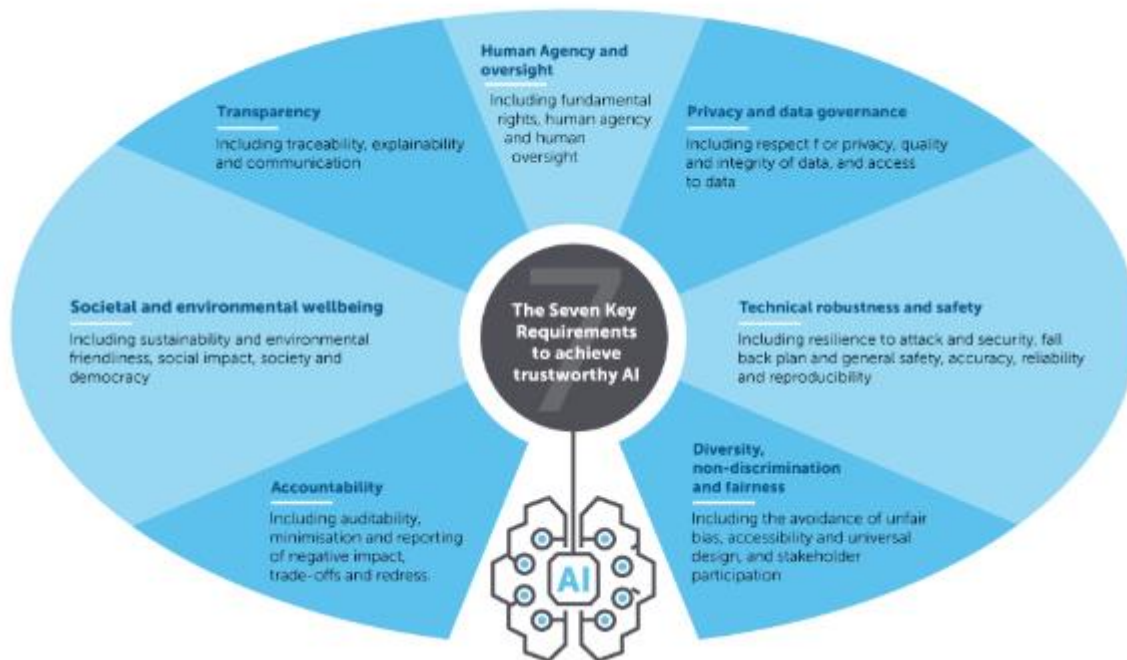 Human Agency and
oversight
Including fundamental
rights, human agency
and human
oversight
Transparency
Including traceability, explainability
and communication
Privacy and data governance
Including respect f or privacy, quality
and integrity of data, and access
to data
Societal and environmental wellbeing
Including sustainability and environmental
friendliness, social impact, society and
democracy
7
The Seven Key
Requirements
to achieve
trustworthy AI
Technical robustness and safety
Including resilience to attack and security, fall
back plan and general safety, accuracy, reliability
and reproducibility
Accountability
Including auditability,
minimisation and reporting
of negative impact,
trade-offs and redress.
Diversity,
non-discrimination
and fairness
Including the avoidance of unfair
bias, accessibility and universal
design, and stakeholder
participation
AI